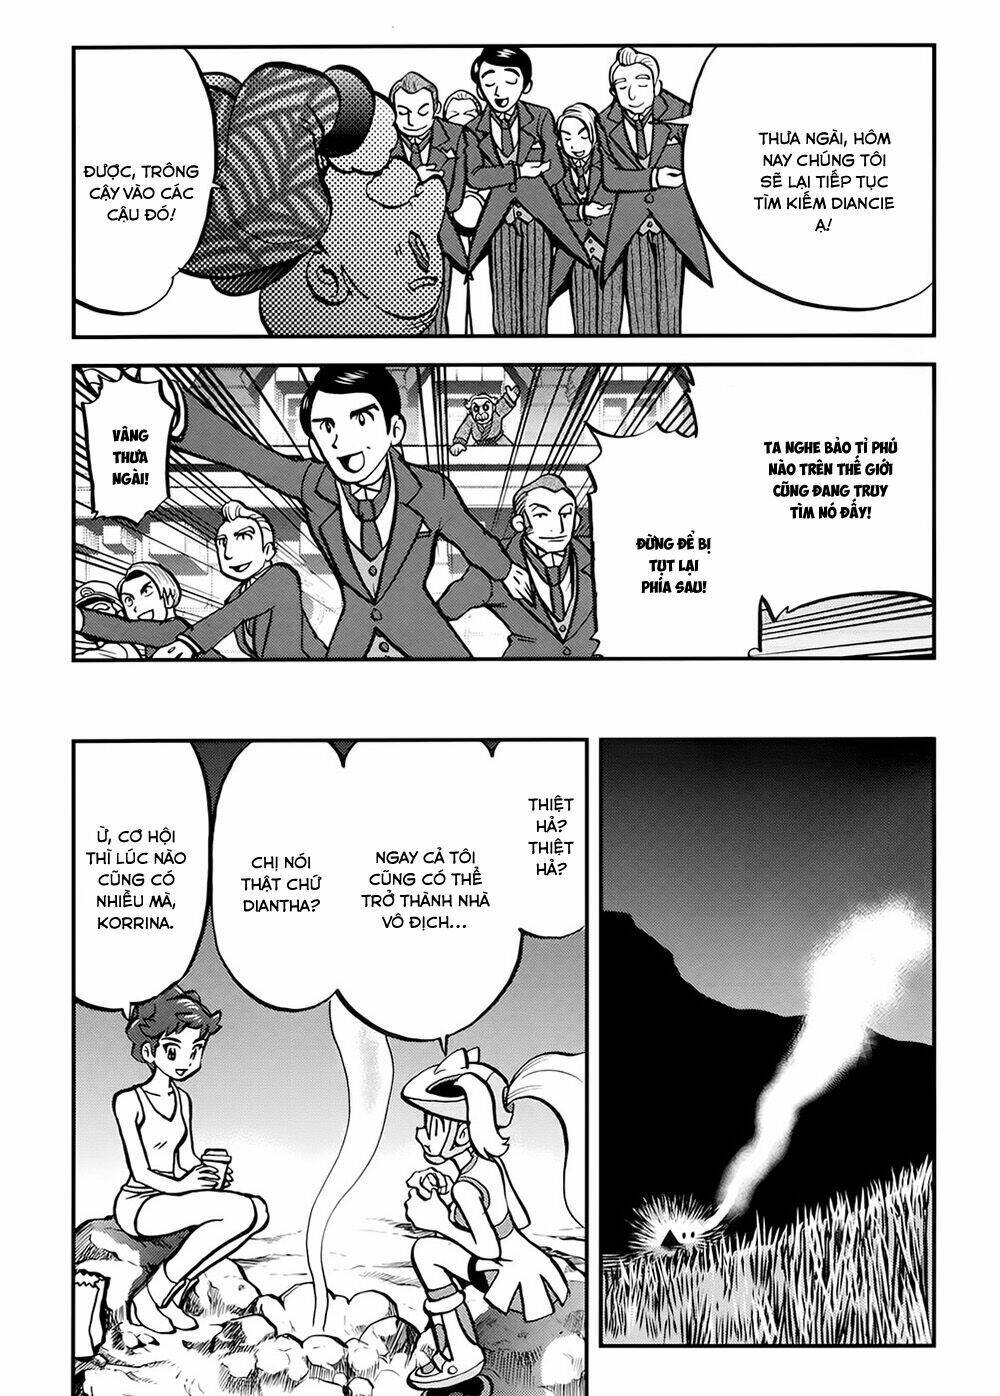 THƯA NGÀI, HÔM
NAY CHÚNG TÔI
SẼ LẠI TIẾP TỤC
TÌM KIẾM DIANCIE
Ạ!
ĐƯỢC, TRÔNG
CẬY VÀO CÁC
CẬU ĐÓ!
TA NGHE BẢO TỈ PHÚ
NÀO TRÊN THẾ GIỚI
CŨNG ĐANG TRUY
TÌM NÓ ĐẤY!
ĐỪNG ĐỂ BỊ
TỤT LẠI
PHÍA SAU!
VÂNG
THƯA
NGÀI!
THIỆT
HẢ?
THIỆT
HẢ?
NGAY CẢ TÔI
CŨNG CÓ THỂ
TRỞ THÀNH NHÀ
VÔ ĐỊCH...
CHỊ NÓI
THẬT CHỨ
DIANTHA?
Ừ, CƠ HỘI
THÌ LÚC NÀO
CŨNG CÓ
NHIỀU MÀ,
KORRINA.